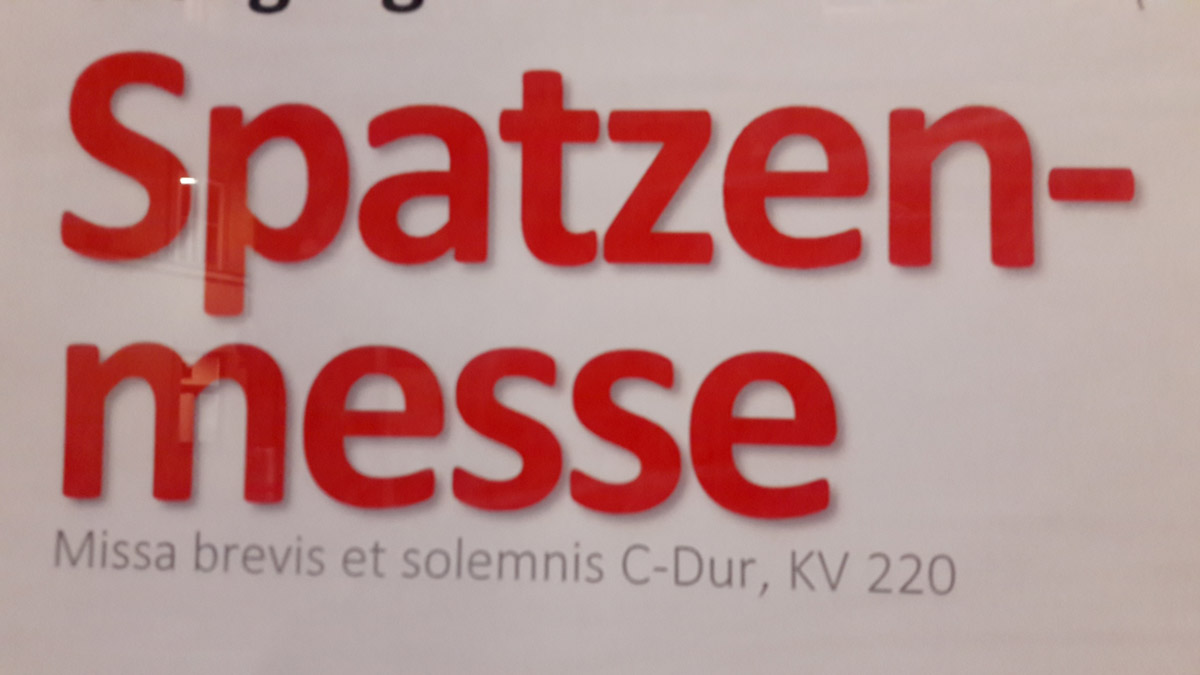 Spatzen-
messe
Missa brevis et solemnis C-Dur, KV 220